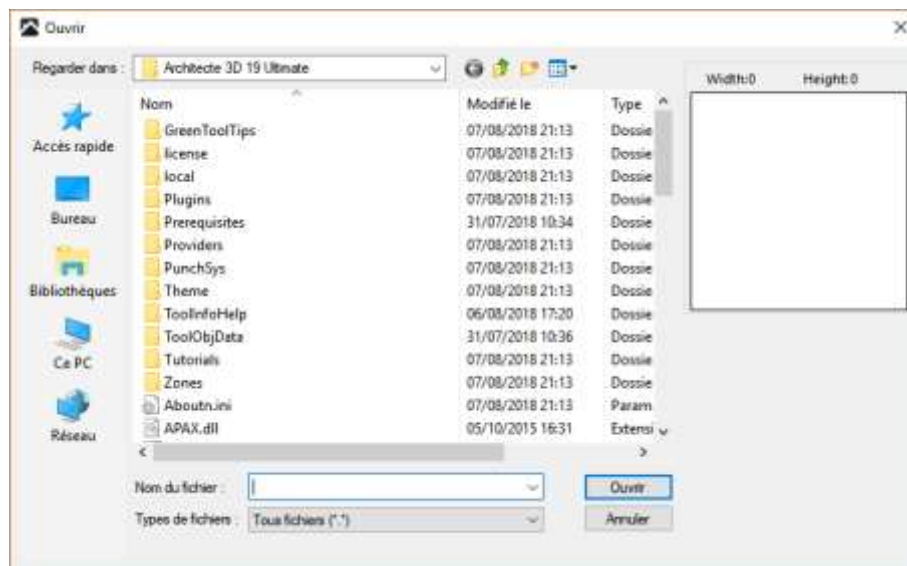 Ouvrir
Regarder dans :
Architecte 3D 19 Ultimate
Width:0 Height:0
Nom Modifié le Type
GreenToolTips 07/08/2018 21:13 Dossie
license 07/08/2018 21:13 Dossie
local 07/08/2018 21:13 Dossie
Plugins 07/08/2018 21:13 Dossie
Prerequisites 31/07/2018 10:34 Dossie
Providers 07/08/2018 21:13 Dossie
PunchSys 07/08/2018 21:13 Dossie
Theme 07/08/2018 21:13 Dossie
ToolInfoHelp 06/08/2018 17:20 Dossie
ToolObjData 31/07/2018 10:36 Dossie
Tutorials 07/08/2018 21:13 Dossie
Zones 07/08/2018 21:13 Dossie
Aboutn.ini 07/08/2018 21:13 Param
APAX.dll 05/10/2015 16:31 Extensi
Accès rapide
Bureau
Bibliothèques
Ce PC
Réseau
Nom du fichier :
Ouvrir
Types de fichiers : Tous fichiers (*.*)
Annuler